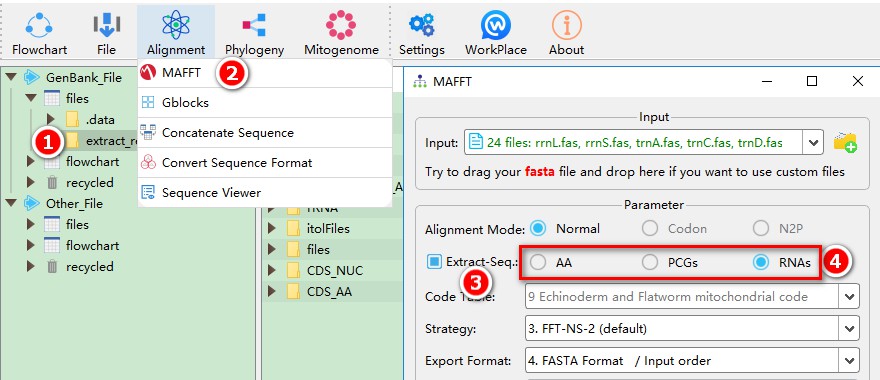 Flowchart File Alignment Phylogeny Mitogenome Settings WorkPlace About
GenBank_File
files
.data
extract_re
flowchart
recycled
Other_File
files
flowchart
recycled
1
MAFFT 2
Gblocks
Concatenate Sequence
Convert Sequence Format
Sequence Viewer
rRNA
itolFiles
files
CDS_NUC
CDS_AA
MAFFT
Input
Input: 24 files: rrnL.fas, rrnS.fas, trnA.fas, trnC.fas, trnD.fas
Try to drag your fasta file and drop here if you want to use custom files
Parameter
Alignment Mode: Normal Codon N2P
Extract-Seq.: AA PCGs RNAs 4
3
Code Table: 9 Echinoderm and Flatworm mitochondrial code
Strategy: 3. FFT-NS-2 (default)
Export Format: 4. FASTA Format / Input order